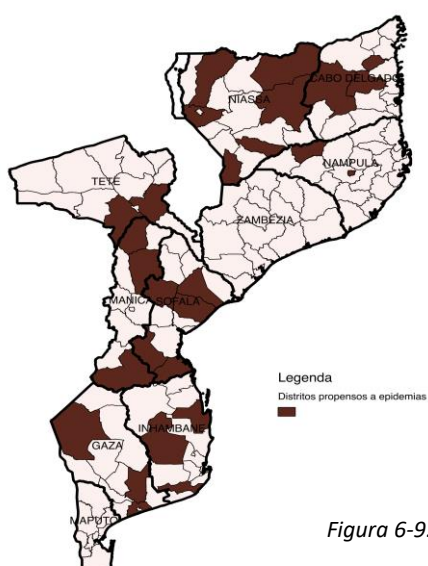 CABO DELGADO
NIASSA
NAMPULA
TETE
ZAMBEZIA
MANICA
SOFALA
Legenda
Distritos propensos a epidemias
INHAMBANE
GAZA
MAPUTO
Figura 6-9.